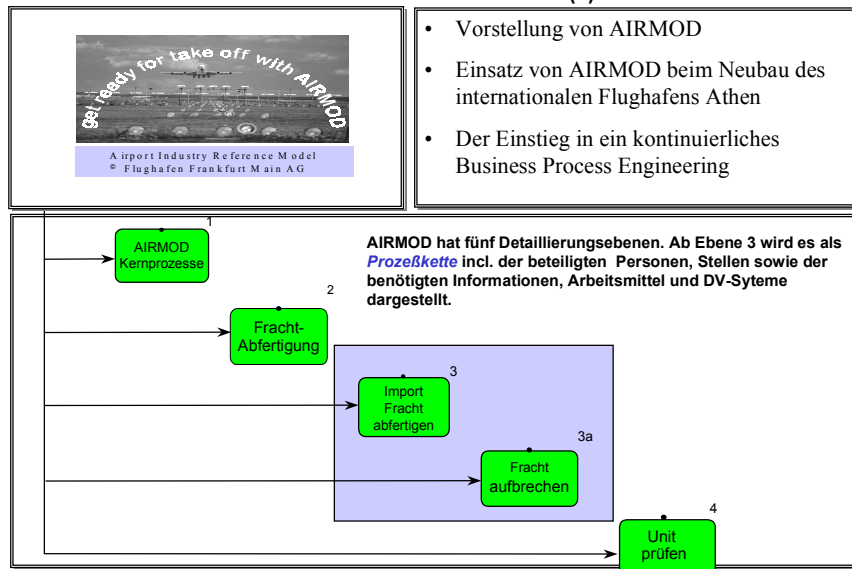 get ready for take off with AIRMOD
Airport Industry Reference Model
© Flughafen Frankfurt Main AG
• Vorstellung von AIRMOD
• Einsatz von AIRMOD beim Neubau des
internationalen Flughafens Athen
• Der Einstieg in ein kontinuierliches
Business Process Engineering
1
AIRMOD
Kernprozesse
AIRMOD hat fünf Detaillierungsebenen. Ab Ebene 3 wird es als
Prozeßkette incl. der beteiligten Personen, Stellen sowie der
benötigten Informationen, Arbeitsmittel und DV-Syteme
dargestellt.
2
Fracht-
Abfertigung
3
Import
Fracht
abfertigen
3a
Fracht
aufbrechen
4
Unit
prüfen